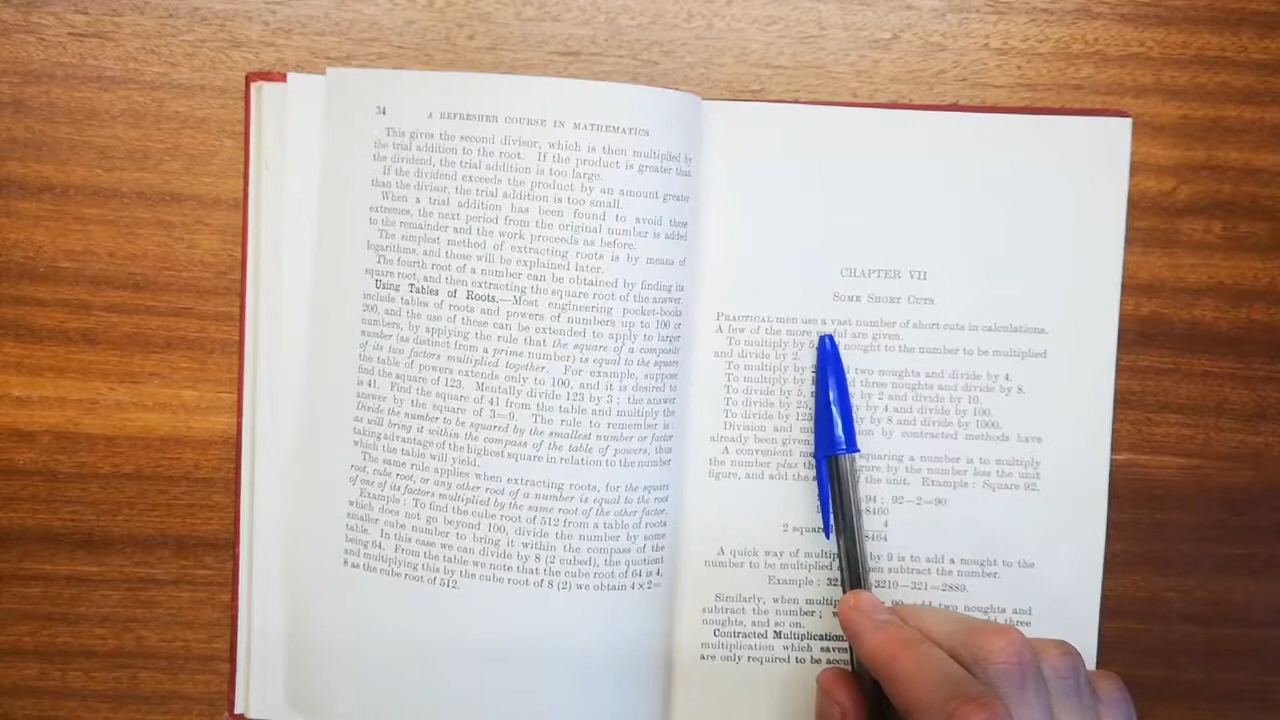 34
A REFRESHER COURSE IN MATHEMATICS
This gives the second divisor, which is then multiplied by
the trial addition to the root. If the product is greater than
the dividend, the trial addition is too large.
If the dividend exceeds the product by an amount greater
than the divisor, the trial addition is too small.
When a trial addition has been found to avoid these
extremes, the next period from the original number is added
to the remainder and the work proceeds as before.
The simplest method of extracting roots is by means of
logarithms, and these will be explained later.
The fourth root of a number can be obtained by finding its
square root, and then extracting the square root of the answer.
Using Tables of Roots.—Most engineering pocket-books
include tables of roots and powers of numbers up to 100 or
200, and the use of these can be extended to apply to larger
numbers, by applying the rule that the square of a composite
number (as distinct from a prime number) is equal to the square
of its two factors multiplied together. For example, suppose
the table of powers extends only to 100, and it is desired to
find the square of 123. Mentally divide 123 by 3; the answer
is 41. Find the square of 41 from the table and multiply the
answer by the square of 3=9. The rule to remember is:
Divide the number to be squared by the smallest number or factor
as will bring it within the compass of the table of powers, thus
taking advantage of the highest square in relation to the number
which the table will yield.
The same rule applies when extracting roots, for the square
root, cube root, or any other root of a number is equal to the root
of one of its factors multiplied by the same root of the other factor.
Example: To find the cube root of 512 from a table of roots
which does not go beyond 100, divide the number by some
smaller cube number to bring it within the compass of the
table. In this case we can divide by 8 (2 cubed), the quotient
being 64. From the table we note that the cube root of 64 is 4,
and multiplying this by the cube root of 8 (2) we obtain 4×2=
8 as the cube root of 512.
CHAPTER VII
SOME SHORT CUTS
PRACTICAL men use a vast number of short cuts in calculations.
A few of the more useful are given.
To multiply by 5, nought to the number to be multiplied
and divide by 2.
To multiply by two noughts and divide by 4.
To multiply by three noughts and divide by 8.
To divide by 5, by 2 and divide by 10.
To divide by 25, by 4 and divide by 100.
To divide by 125 by 8 and divide by 1000.
Division and by contracted methods have
already been given.
A convenient squaring a number is to multiply
the number plus the figure by the number less the unit
figure, and add the of the unit. Example: Square 92.
94; 92−2=90
8460
2 squared 4
8464
A quick way of by 9 is to add a nought to the
number to be multiplied then subtract the number.
Example: 3210−321=2889.
Similarly, when 99, add two noughts and
subtract the number; three
noughts, and so on.
Contracted Multiplication.
multiplication which saves
are only required to be